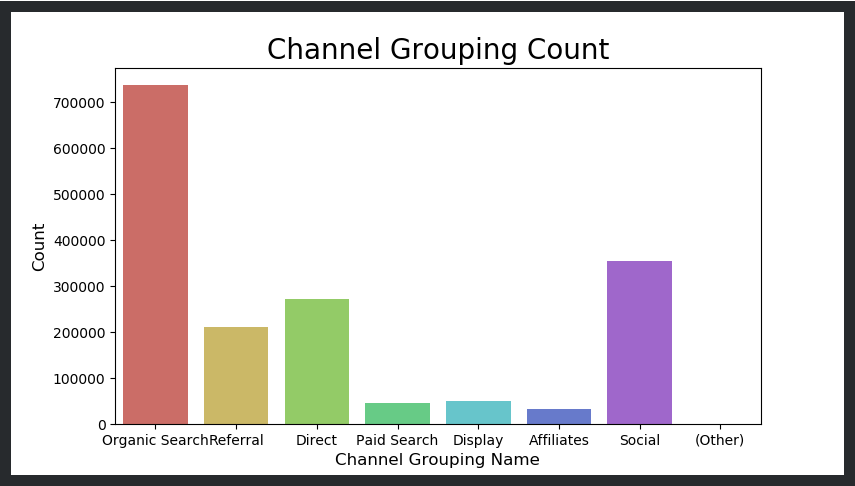 Channel Grouping Count
700000
600000
500000
400000
300000
200000
100000
0
Count
Organic Search Referral Direct Paid Search Display Affiliates Social (Other)
Channel Grouping Name